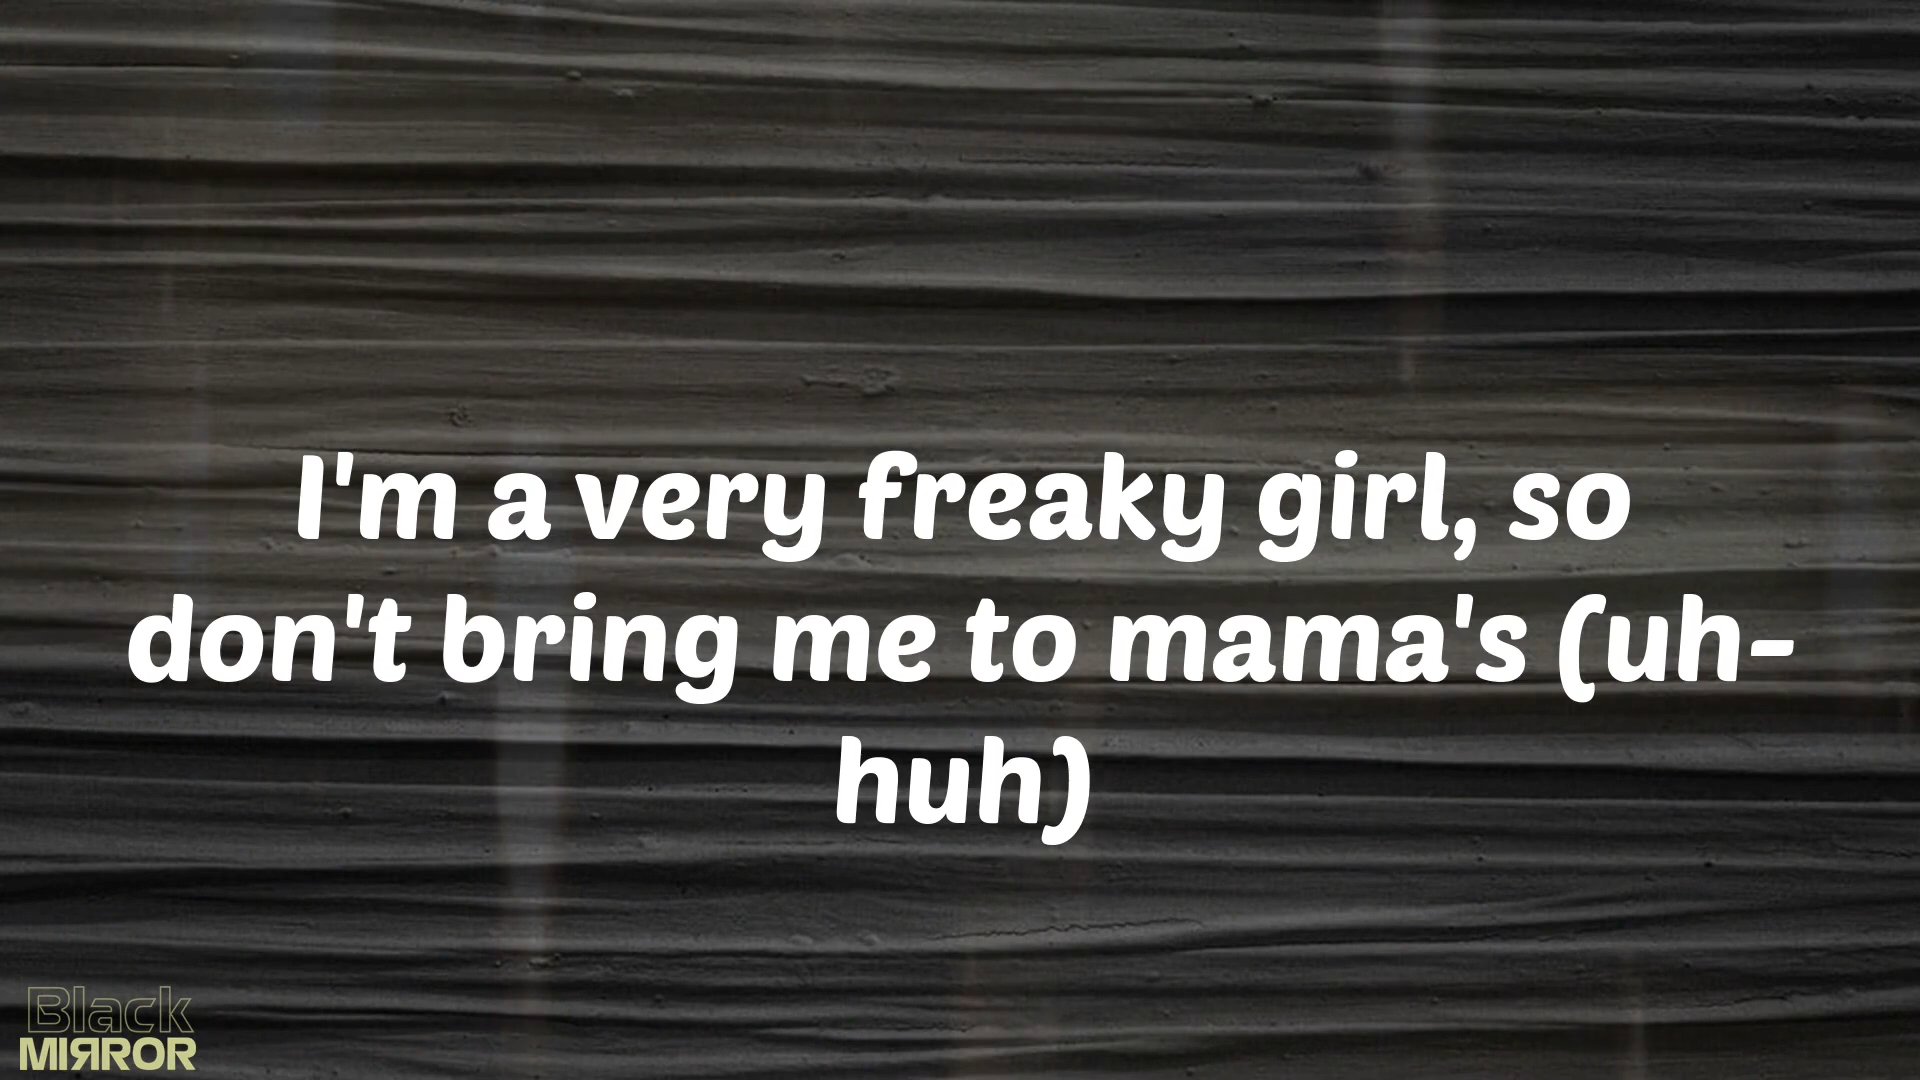 I'm a very freaky girl, so
don't bring me to mama's (uh-
huh)
Black
MIЯROR